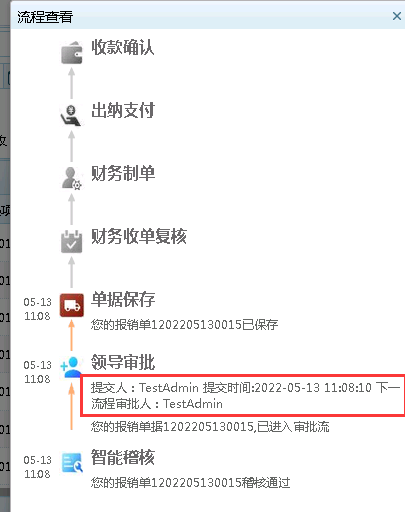 流程查看
收款确认
出纳支付
财务制单
财务收单复核
05-13
11:08
单据保存
您的报销单1202205130015已保存
05-13
11:08
领导审批
提交人：TestAdmin 提交时间:2022-05-13 11:08:10 下一
流程审批人：TestAdmin
您的报销单据1202205130015,已进入审批流
05-13
11:08
智能稽核
您的报销单1202205130015稽核通过